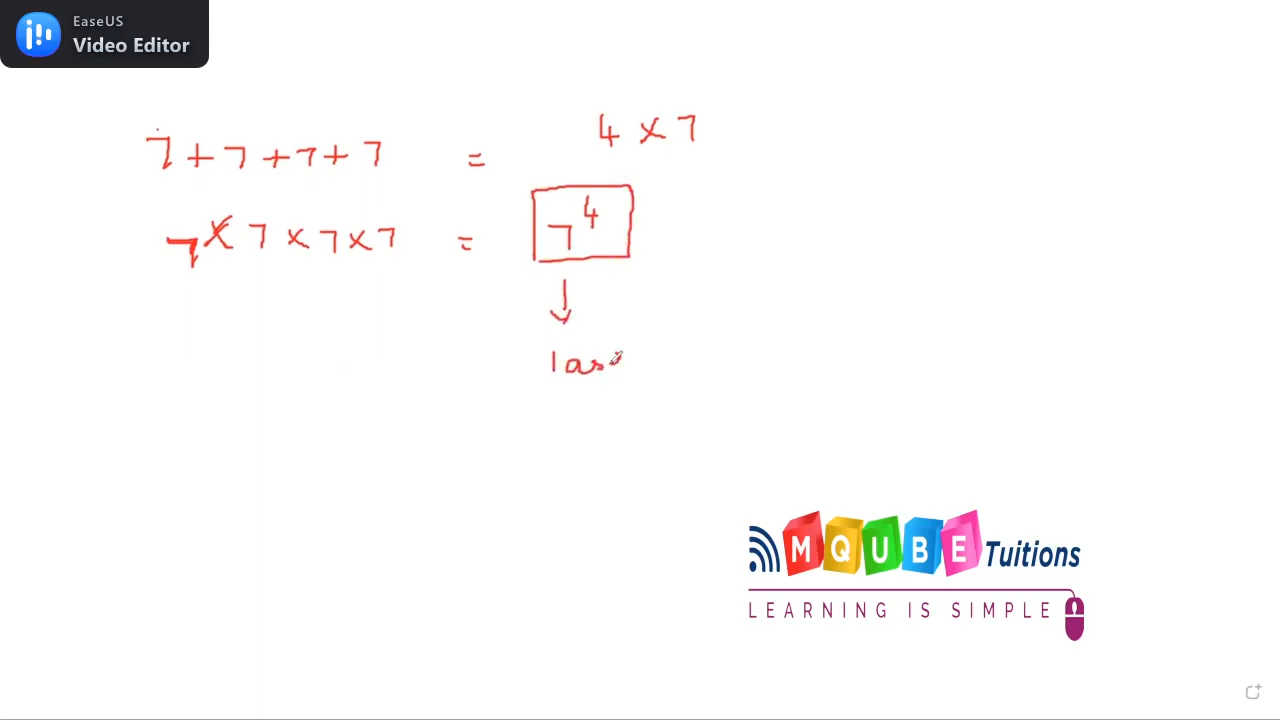 EaseUS
Video Editor
7 + 7 + 7 + 7 = 4 × 7
7 × 7 × 7 × 7 = 7⁴
↓
las
MQUBE Tuitions
LEARNING IS SIMPLE